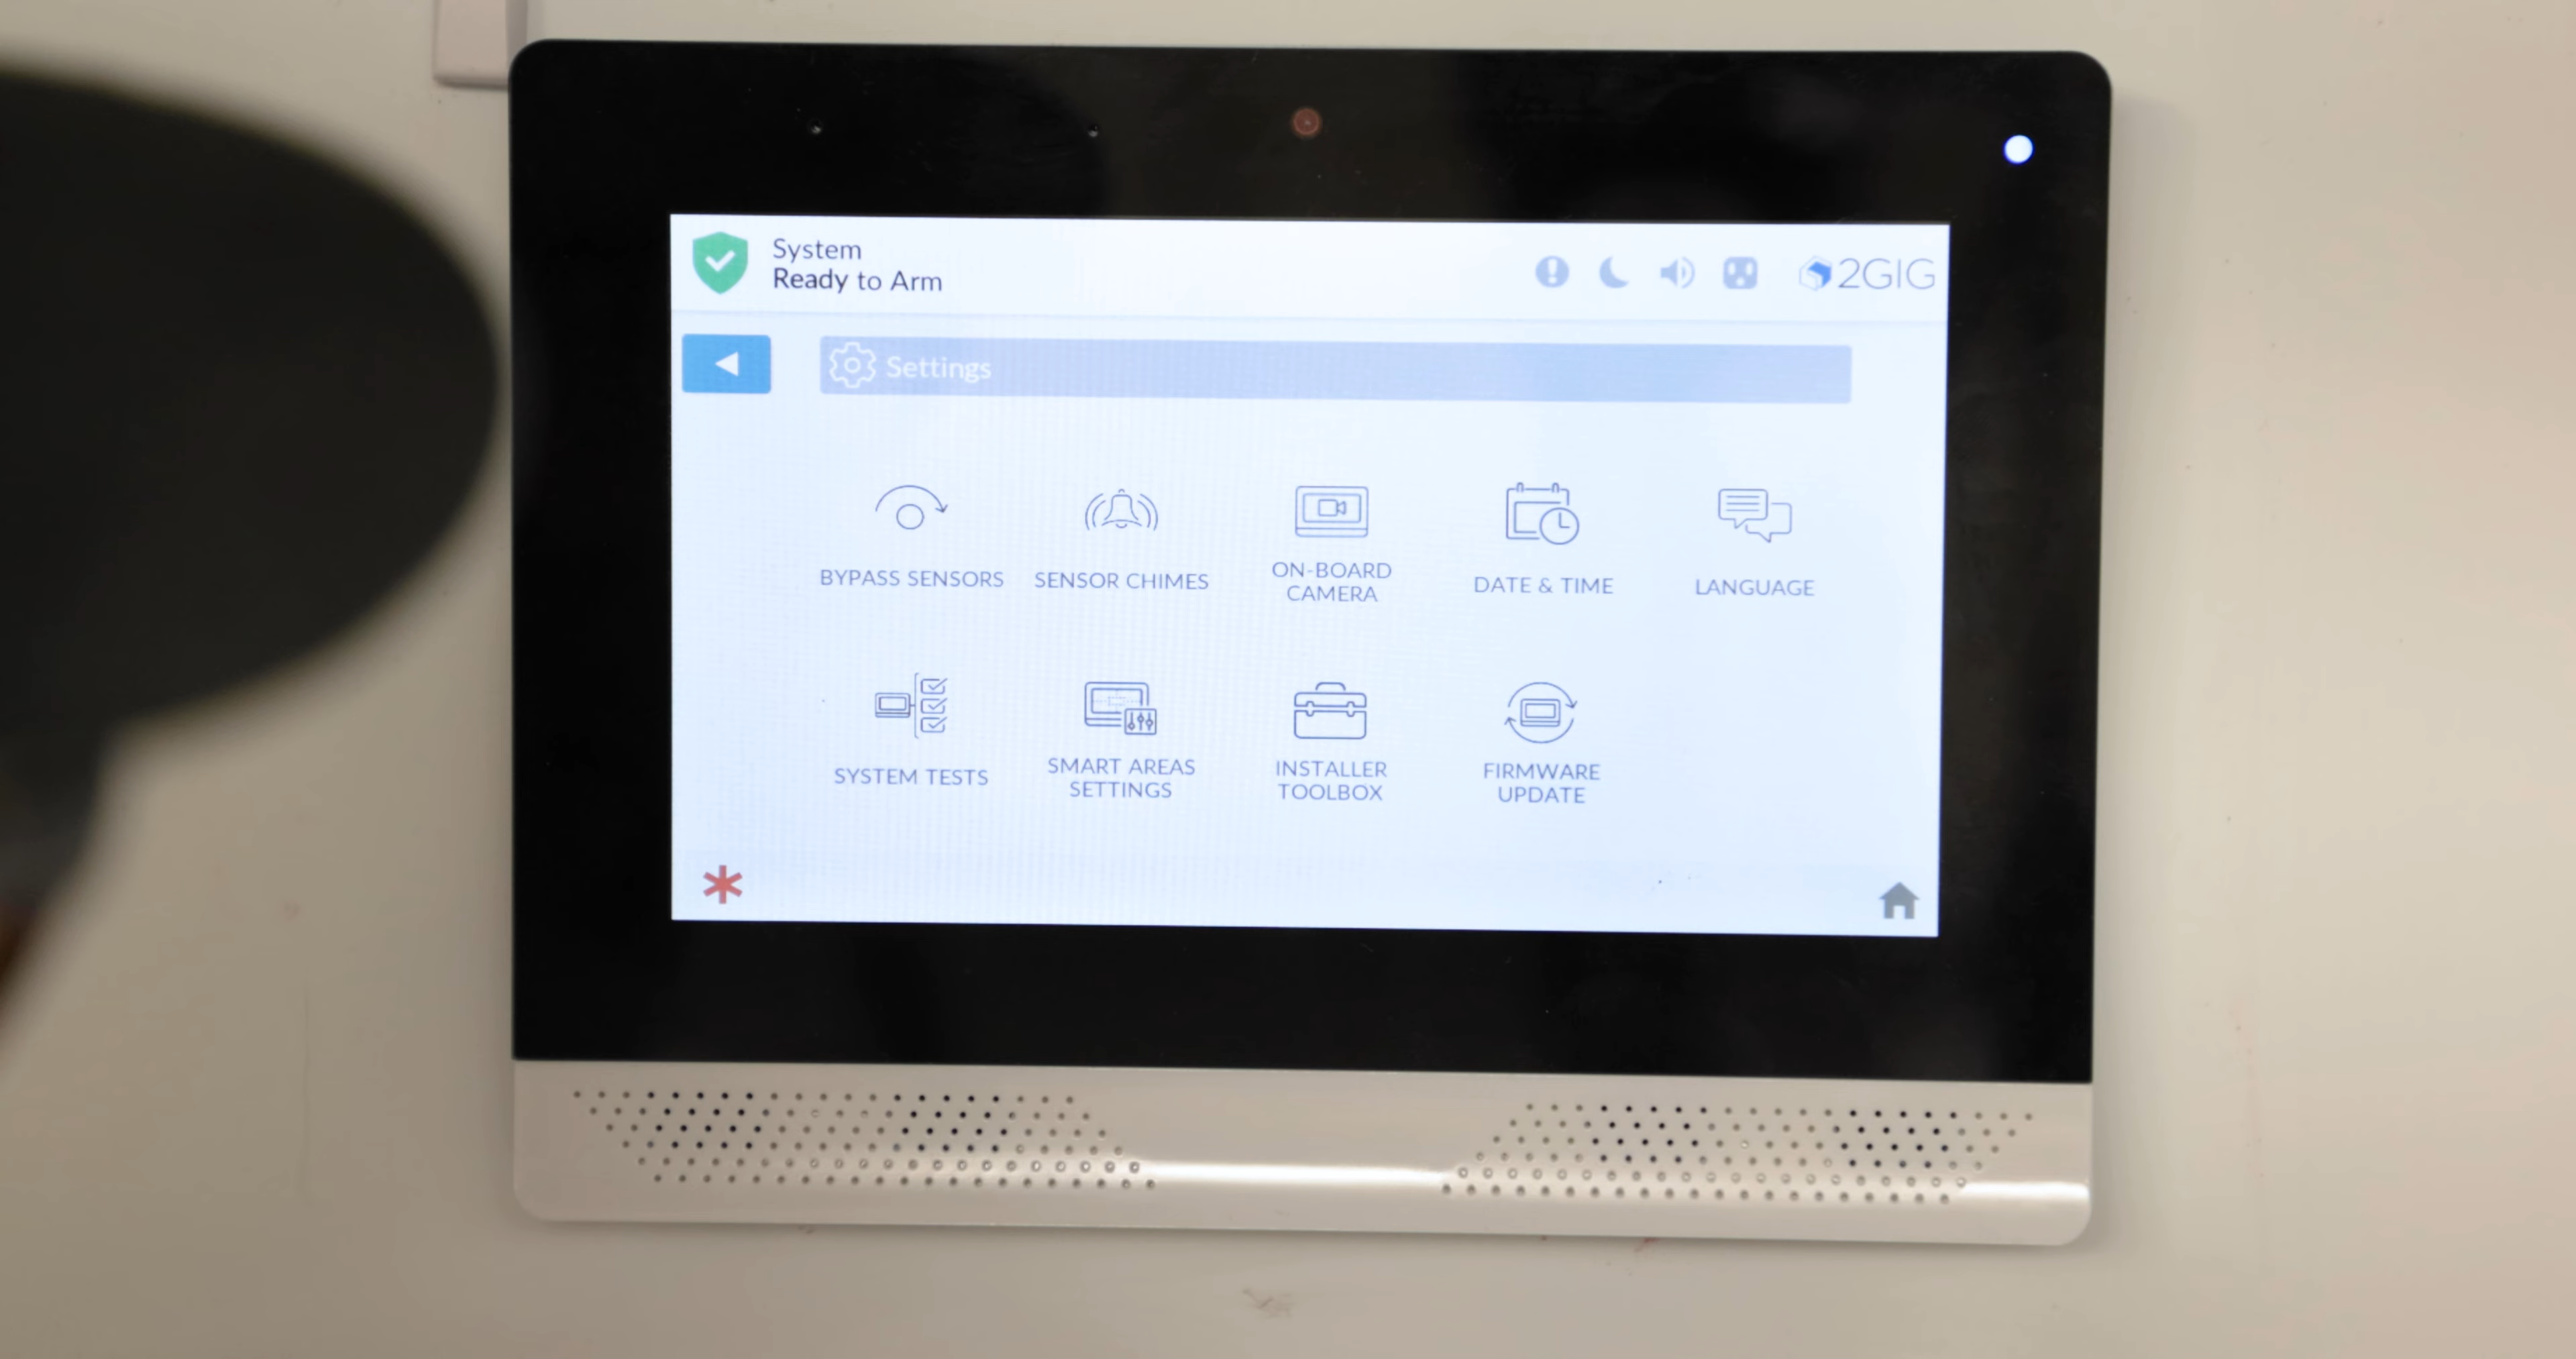 System
Ready to Arm
2GIG
Settings
BYPASS SENSORS
SENSOR CHIMES
ON-BOARD
CAMERA
DATE & TIME
LANGUAGE
SYSTEM TESTS
SMART AREAS
SETTINGS
INSTALLER
TOOLBOX
FIRMWARE
UPDATE